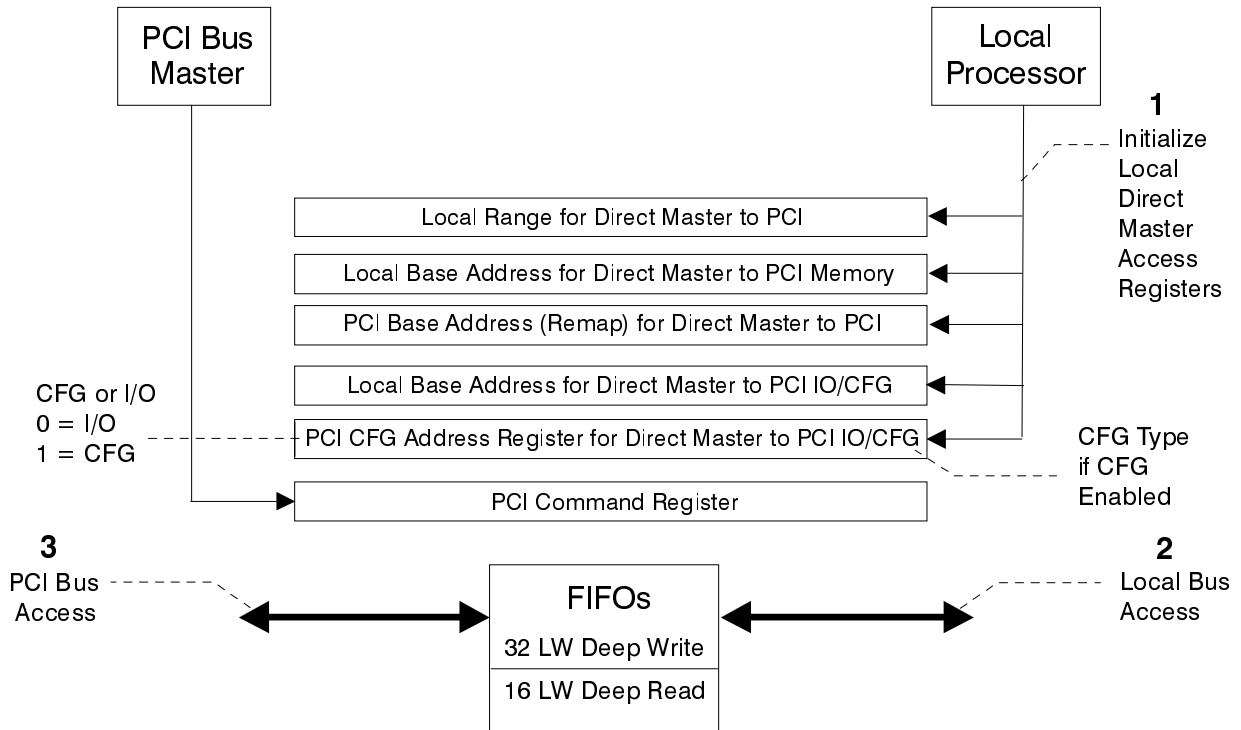 PCI Bus
Master
Local
Processor
1
Initialize
Local
Direct
Master
Access
Registers
Local Range for Direct Master to PCI
Local Base Address for Direct Master to PCI Memory
PCI Base Address (Remap) for Direct Master to PCI
Local Base Address for Direct Master to PCI IO/CFG
CFG or I/O
0 = I/O
1 = CFG
PCI CFG Address Register for Direct Master to PCI IO/CFG
CFG Type
if CFG
Enabled
PCI Command Register
3
PCI Bus
Access
FIFOs
32 LW Deep Write
16 LW Deep Read
2
Local Bus
Access